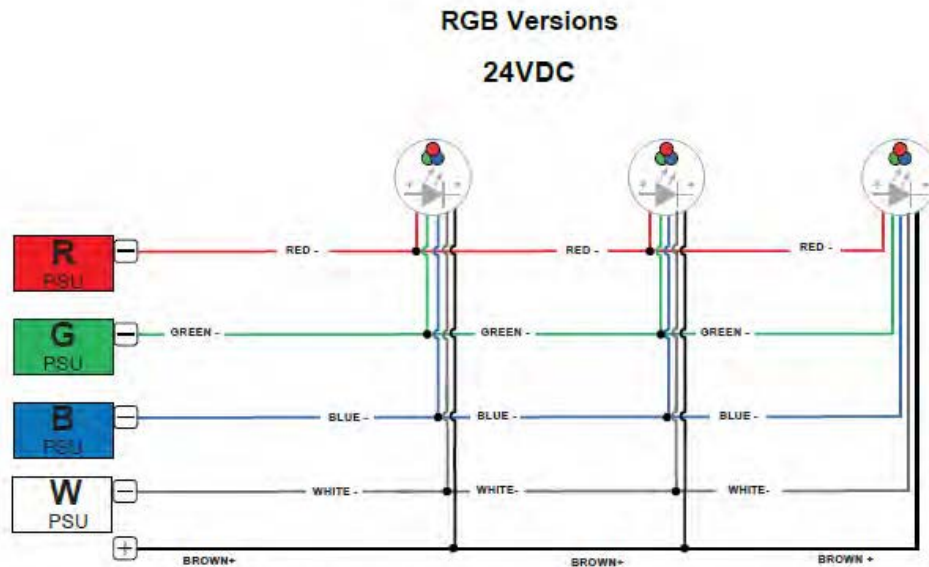 RGB Versions
24VDC
+ -
+ -
+ -
R
PSU
−
RED -
RED -
RED -
G
PSU
−
GREEN -
GREEN -
GREEN -
B
PSU
−
BLUE -
BLUE -
BLUE -
W
PSU
−
WHITE -
WHITE-
WHITE-
+
BROWN+
BROWN+
BROWN +